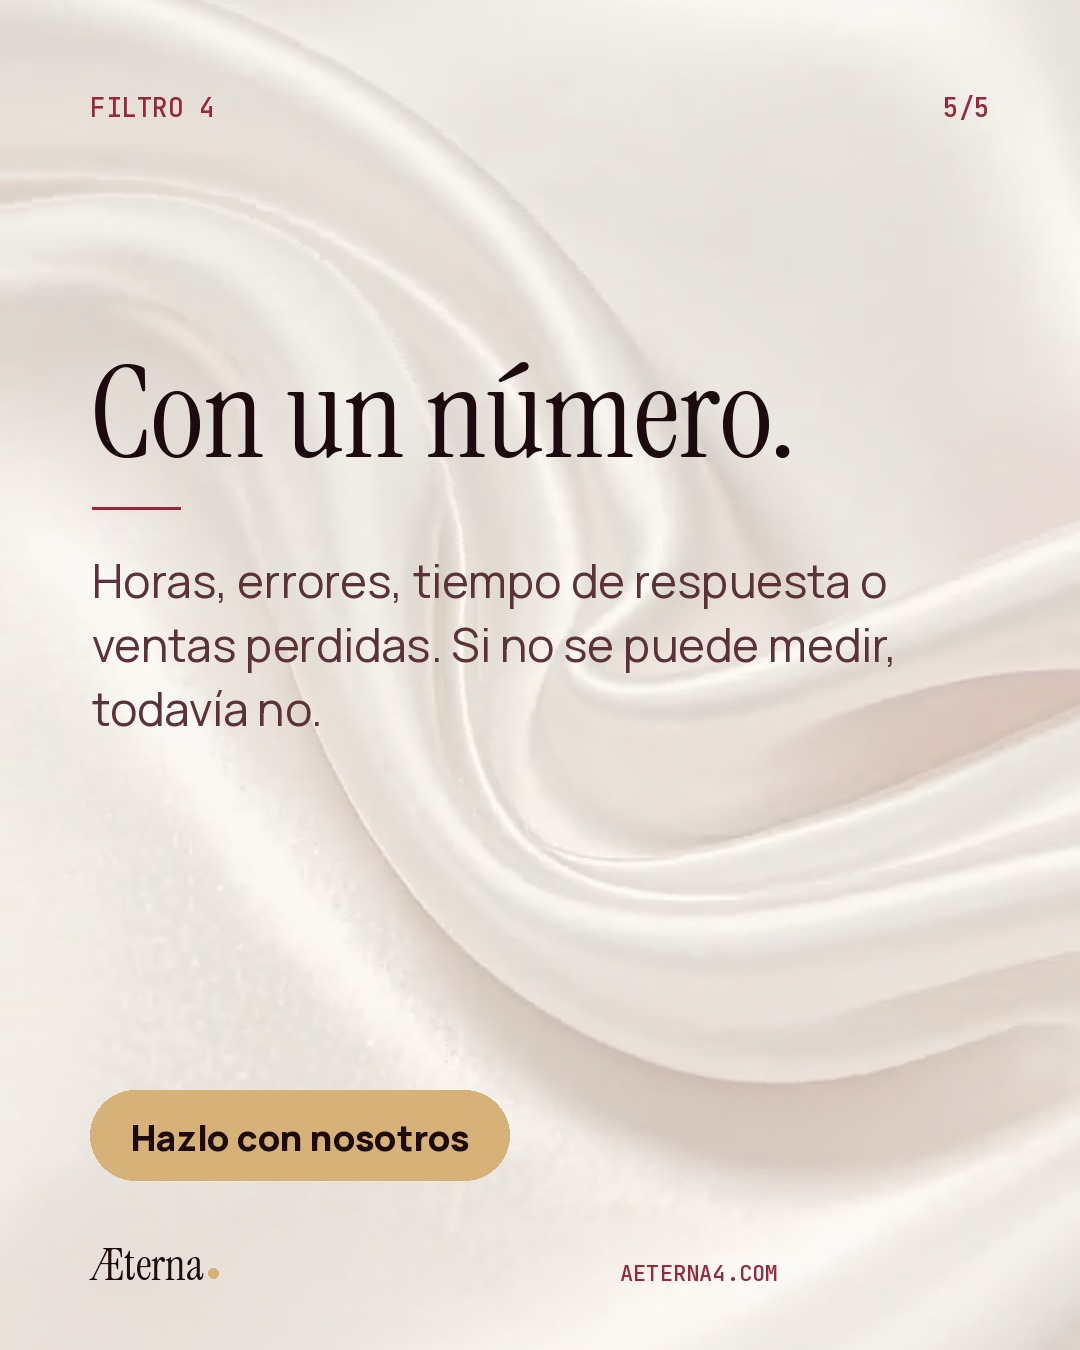 FILTRO 4
5/5
Con un número.
Horas, errores, tiempo de respuesta o
ventas perdidas. Si no se puede medir,
todavía no.
Hazlo con nosotros
Æterna.
AETERNA4.COM